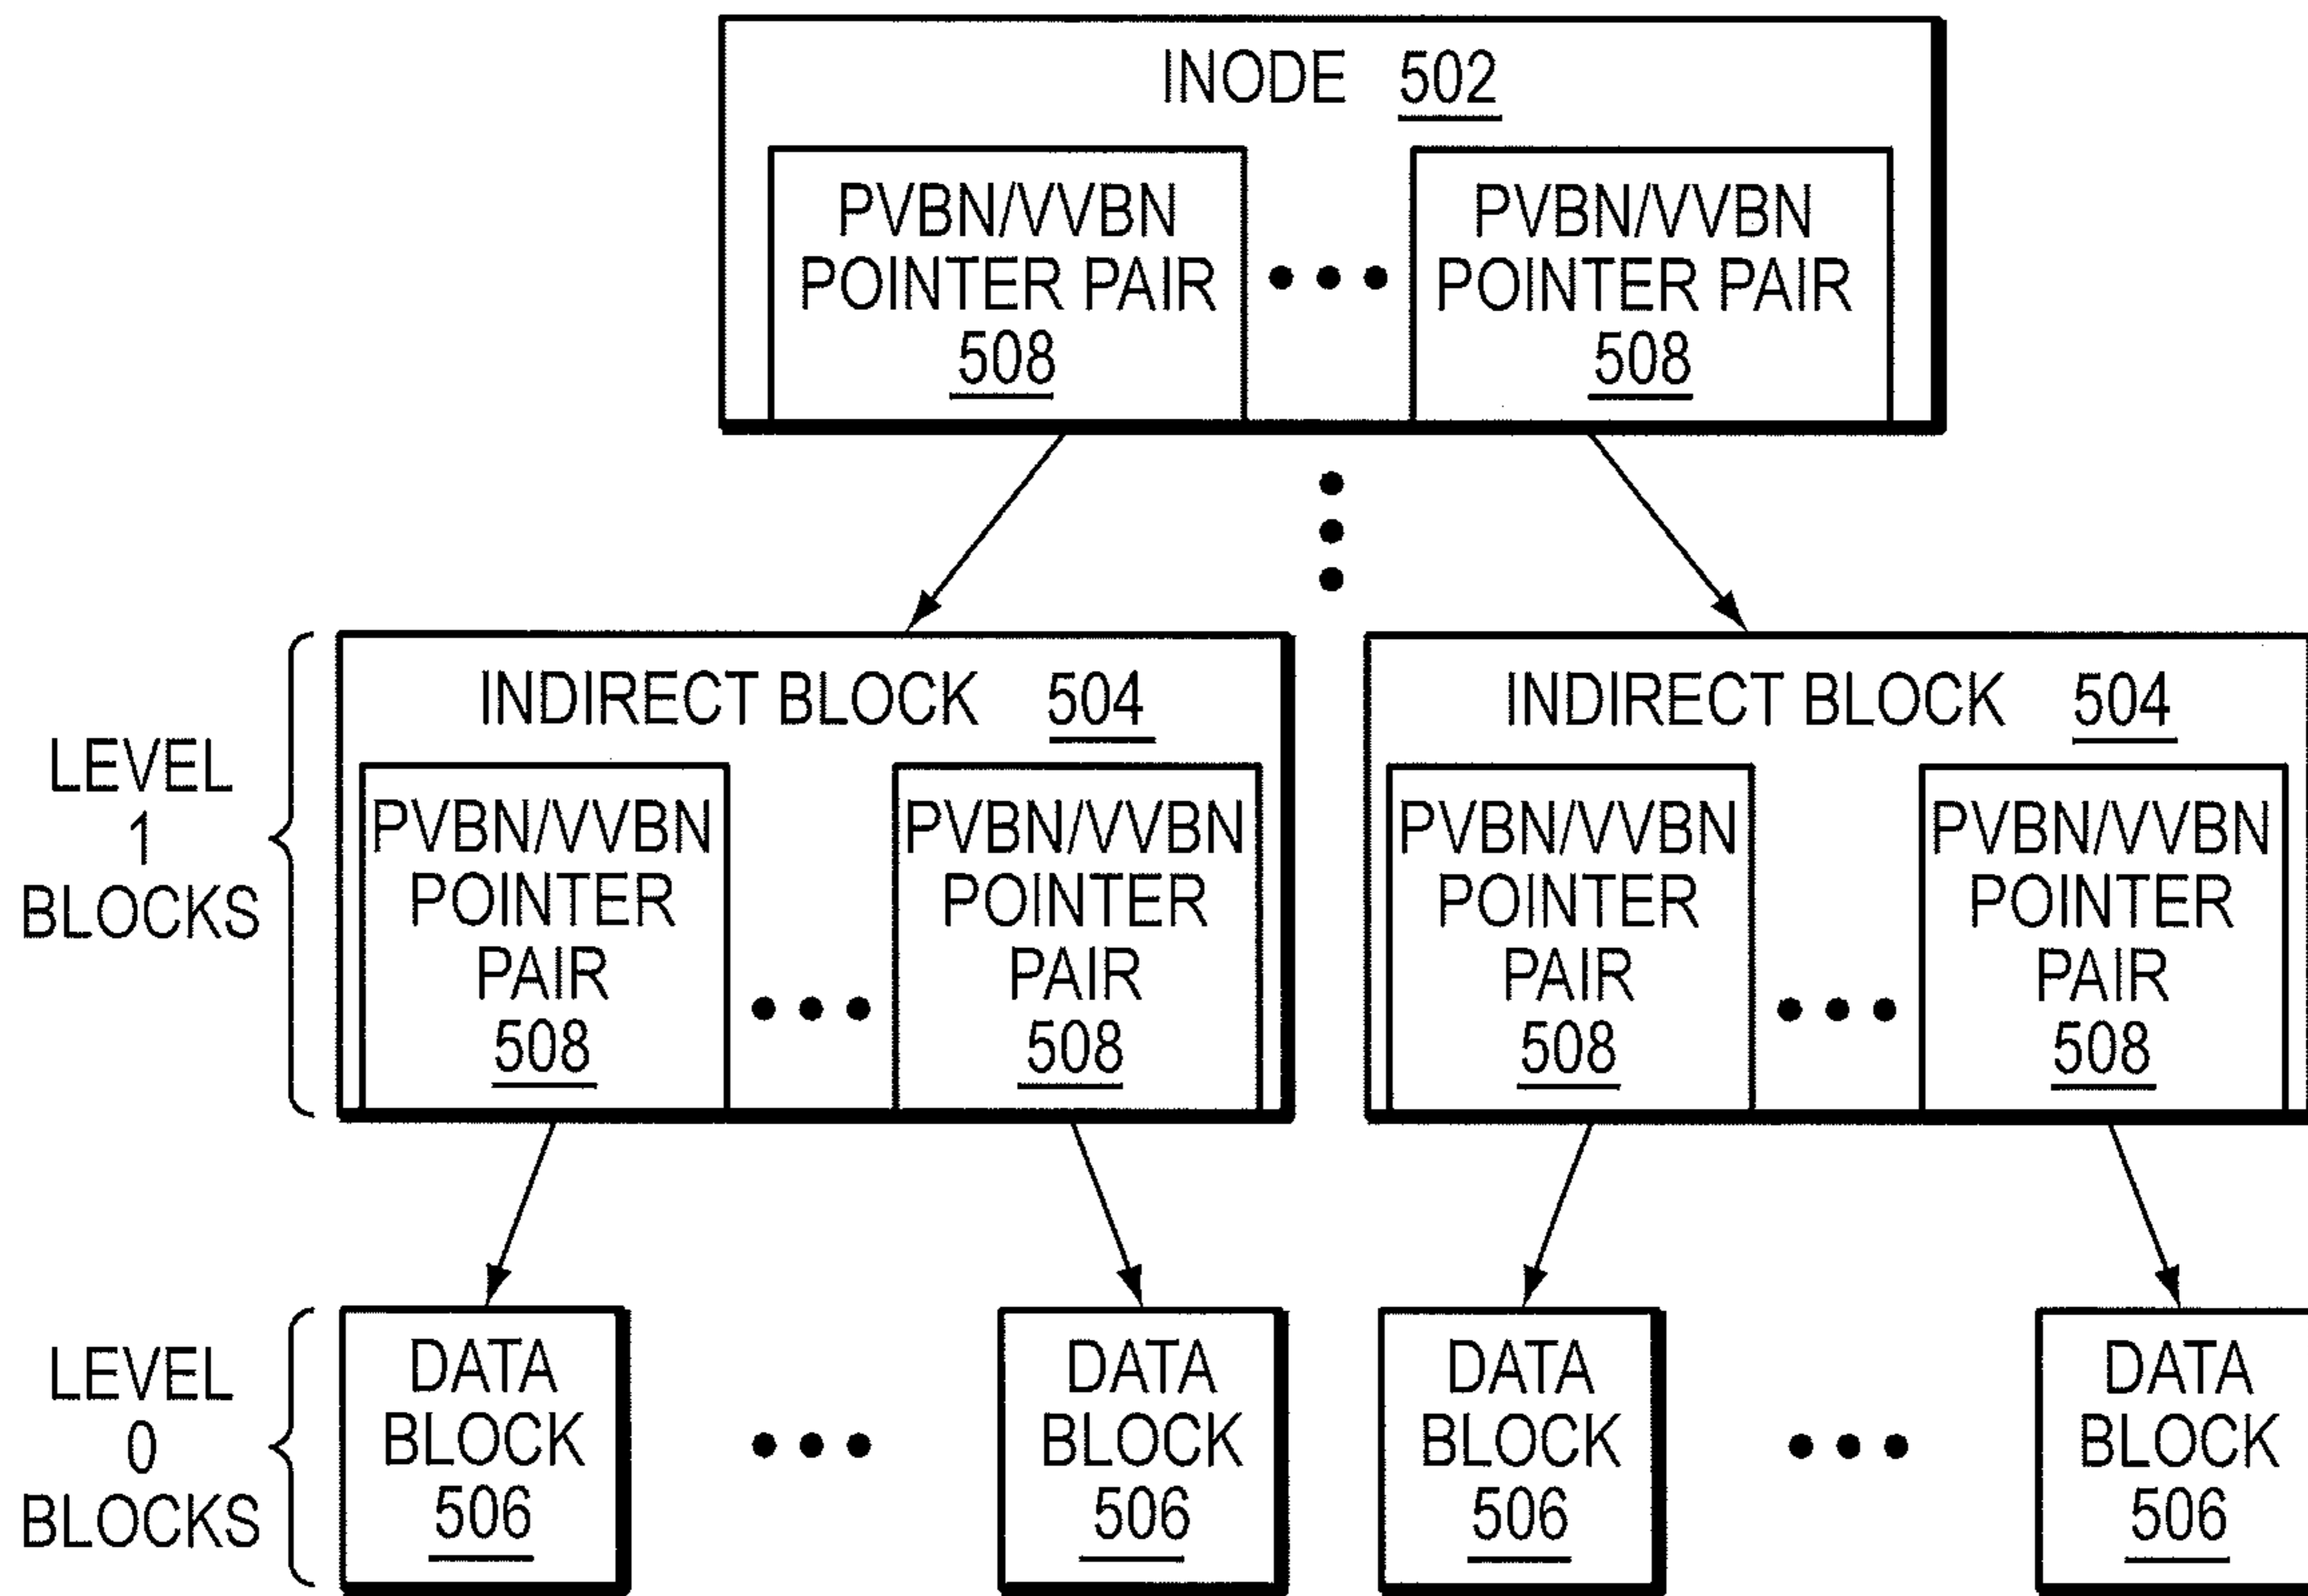 INODE 502
PVBN/VVBN
POINTER PAIR
508
PVBN/VVBN
POINTER PAIR
508
LEVEL
1
BLOCKS
INDIRECT BLOCK 504
PVBN/VVBN
POINTER
PAIR
508
PVBN/VVBN
POINTER
PAIR
508
INDIRECT BLOCK 504
PVBN/VVBN
POINTER
PAIR
508
PVBN/VVBN
POINTER
PAIR
508
LEVEL
0
BLOCKS
DATA
BLOCK
506
DATA
BLOCK
506
DATA
BLOCK
506
DATA
BLOCK
506